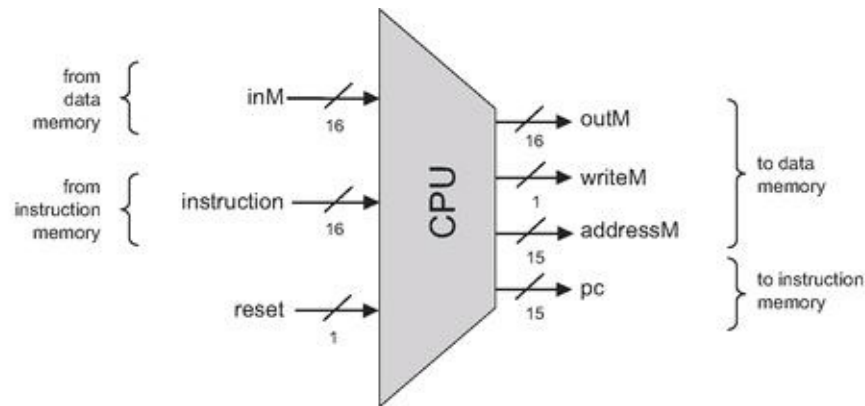 from
data
memory
inM
16
from
instruction
memory
instruction
16
reset
1
CPU
outM
16
writeM
1
addressM
15
pc
15
to data
memory
to instruction
memory